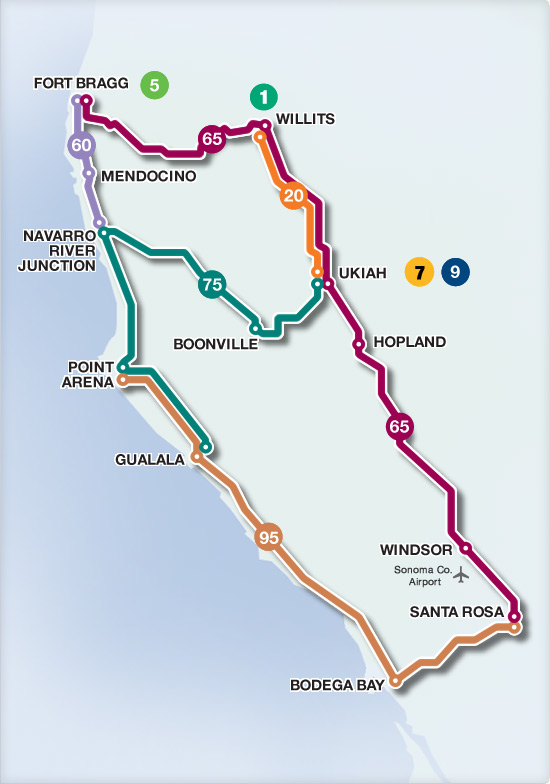 FORT BRAGG
5
1
WILLITS
65
60
MENDOCINO
20
NAVARRO
RIVER
JUNCTION
UKIAH
7
9
75
BOONVILLE
HOPLAND
POINT
ARENA
65
GUALALA
95
WINDSOR
Sonoma Co.
Airport
SANTA ROSA
BODEGA BAY